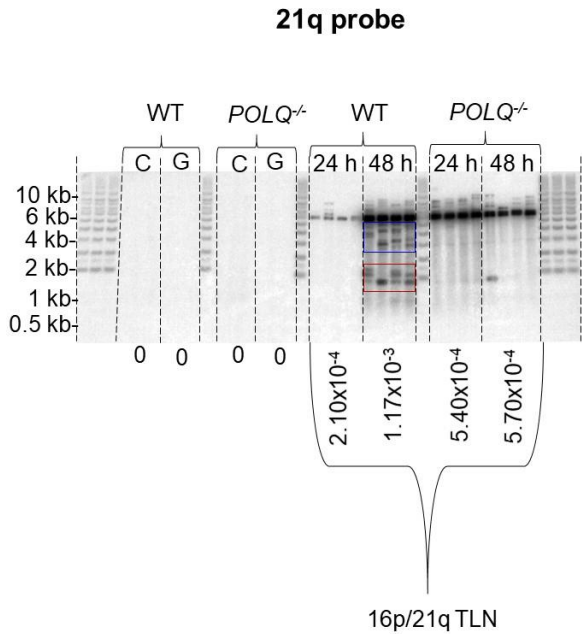 21q probe
WT POLQ-/- WT POLQ-/-
C G C G 24 h 48 h 24 h 48 h
10 kb-
6 kb-
4 kb-
2 kb-
1 kb-
0.5 kb-
0 0 0 0 2.10x10-4 1.17x10-3 5.40x10-4 5.70x10-4
16p/21q TLN